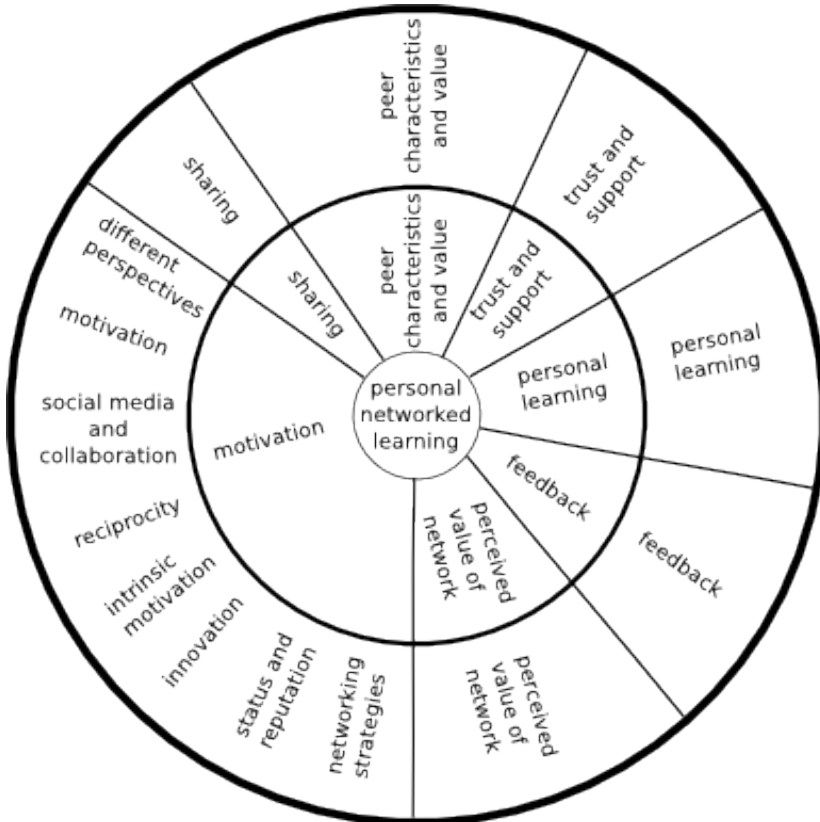 peer
characteristics
and value
trust and
support
personal
learning
feedback
perceived
value of
network
networking
strategies
status and
reputation
innovation
intrinsic
motivation
reciprocity
social media
and
collaboration
motivation
different
perspectives
sharing
peer
characteristics
and value
trust and
support
personal
learning
feedback
perceived
value of
network
motivation
sharing
personal
networked
learning